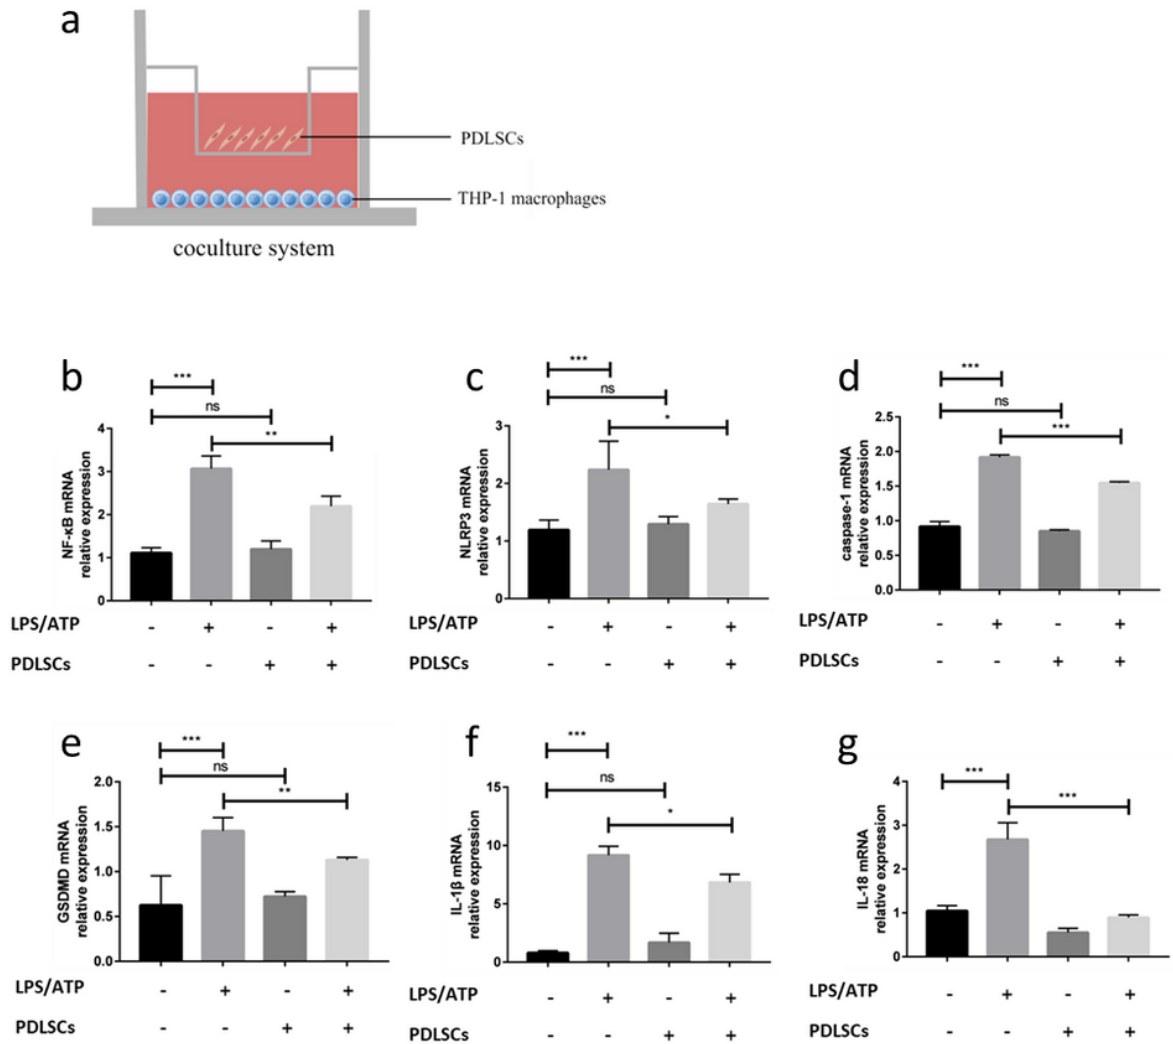 a
PDLSCs
THP-1 macrophages
coculture system
b
***
ns
**
NF-κB mRNA
relative expression
4
3
2
1
0
LPS/ATP - + - +
PDLSCs - - + +
c
***
ns
*
NLRP3 mRNA
relative expression
3
2
1
0
LPS/ATP - + - +
PDLSCs - - + +
d
***
ns
***
caspase-1 mRNA
relative expression
2.5
2.0
1.5
1.0
0.5
0.0
LPS/ATP - + - +
PDLSCs - - + +
e
***
ns
**
GSDMD mRNA
relative expression
2.0
1.5
1.0
0.5
0.0
LPS/ATP - + - +
PDLSCs - - + +
f
***
ns
*
IL-1β mRNA
relative expression
15
10
5
0
LPS/ATP - + - +
PDLSCs - - + +
g
***
***
IL-18 mRNA
relative expression
4
3
2
1
0
LPS/ATP - + - +
PDLSCs - - + +